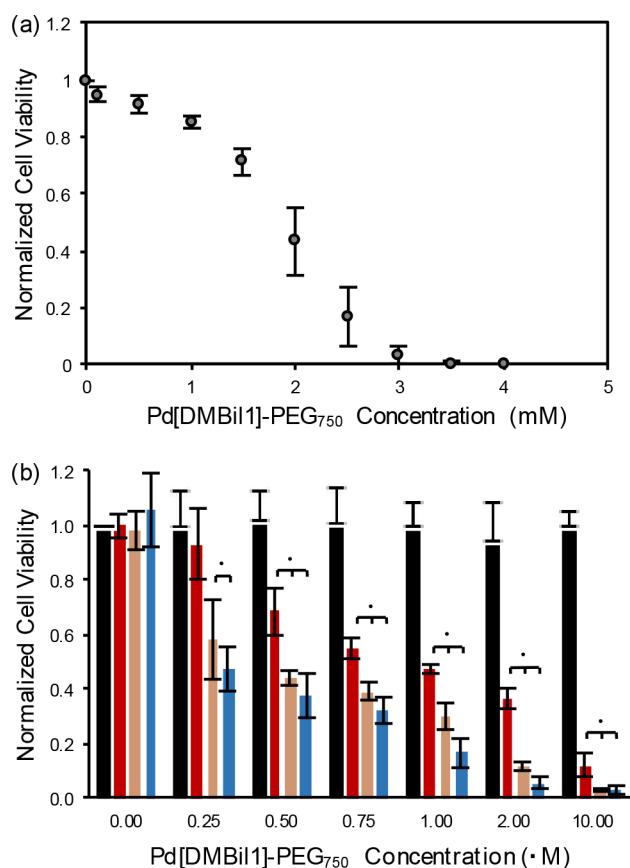 (a)
1.2
1
0.8
0.6
0.4
0.2
0
Normalized Cell Viability
0 1 2 3 4 5
Pd[DMBil1]-PEG750 Concentration (mM)
(b)
1.2
1.0
0.8
0.6
0.4
0.2
0.0
Normalized Cell Viability
0.00 0.25 0.50 0.75 1.00 2.00 10.00
Pd[DMBil1]-PEG750 Concentration (·M)